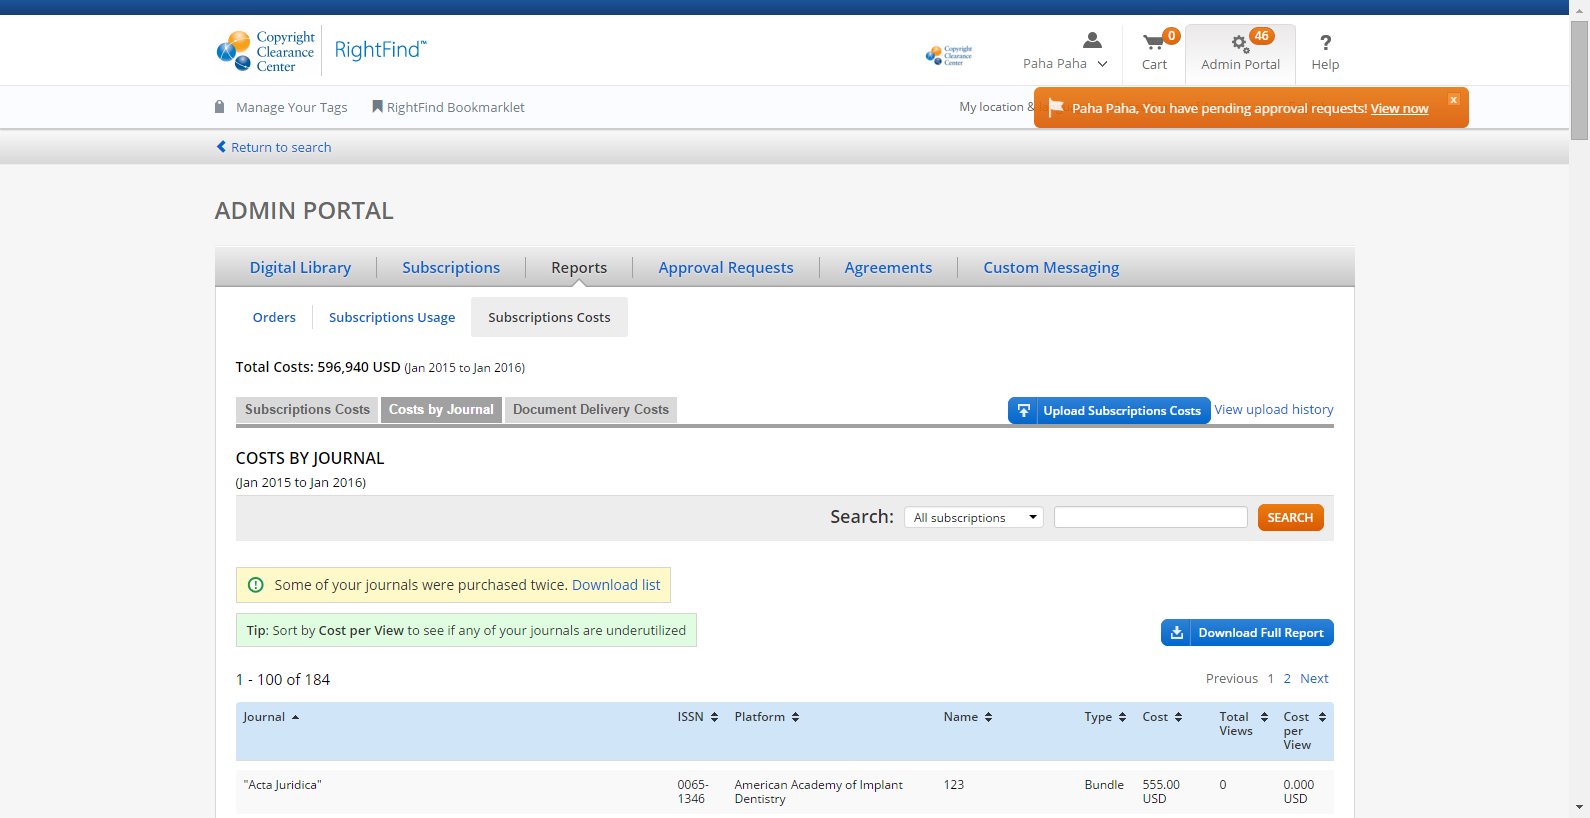 Copyright
Clearance
Center
RightFind™
Copyright
Clearance
Center
Paha Paha
0
Cart
46
Admin Portal
?
Help
Manage Your Tags
RightFind Bookmarklet
My location &
Paha Paha, You have pending approval requests! View now
x
Return to search
ADMIN PORTAL
Digital Library
Subscriptions
Reports
Approval Requests
Agreements
Custom Messaging
Orders
Subscriptions Usage
Subscriptions Costs
Total Costs: 596,940 USD (Jan 2015 to Jan 2016)
Subscriptions Costs
Costs by Journal
Document Delivery Costs
Upload Subscriptions Costs
View upload history
COSTS BY JOURNAL
(Jan 2015 to Jan 2016)
Search:
All subscriptions
SEARCH
Some of your journals were purchased twice. Download list
Tip: Sort by Cost per View to see if any of your journals are underutilized
Download Full Report
1 - 100 of 184
Previous 1 2 Next
Journal
ISSN
Platform
Name
Type
Cost
Total
Views
Cost
per
View
"Acta Juridica"
0065-
1346
American Academy of Implant
Dentistry
123
Bundle
555.00
USD
0
0.000
USD